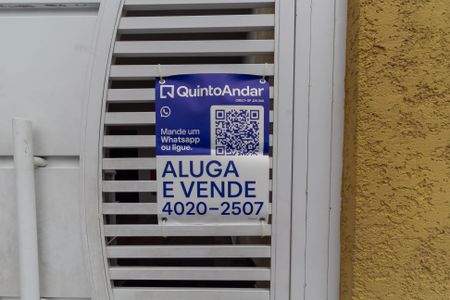 QuintoAndar
Mande um
Whatsapp
ou ligue.
ALUGA
E VENDE
4020-2507